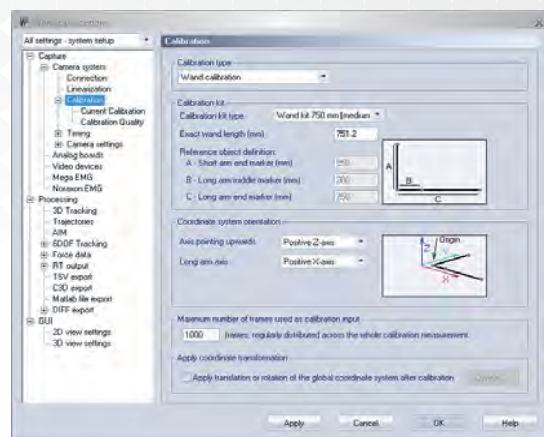 All settings - system setup
Capture
Camera system
Connection
Linearization
Calibration
Current Calibration
Calibration Quality
Timing
Camera settings
Analog boards
Video devices
Mega EMG
Noraxon EMG
Processing
3D Tracking
Trajectories
AIM
6DOF Tracking
Force data
RT output
TSV export
C3D export
Matlab file export
DIFF export
GUI
2D view settings
3D view settings
Calibration
Calibration type
Wand calibration
Calibration kit
Calibration kit type
Exact wand length (mm)
751.2
Reference object definition:
A - Short arm end marker (mm)
B - Long arm middle marker (mm)
200
C - Long arm end marker (mm)
A
B
C
Coordinate system orientation
Axis pointing upwards
Positive Z-axis
Long arm axis
Positive X-axis
Z
Origin
Y
X
Maximum number of frames used as calibration input
1000 frames, regularly distributed across the whole calibration measurement.
Apply coordinate transformation
Apply translation or rotation of the global coordinate system after calibration
Apply
Cancel
OK
Help